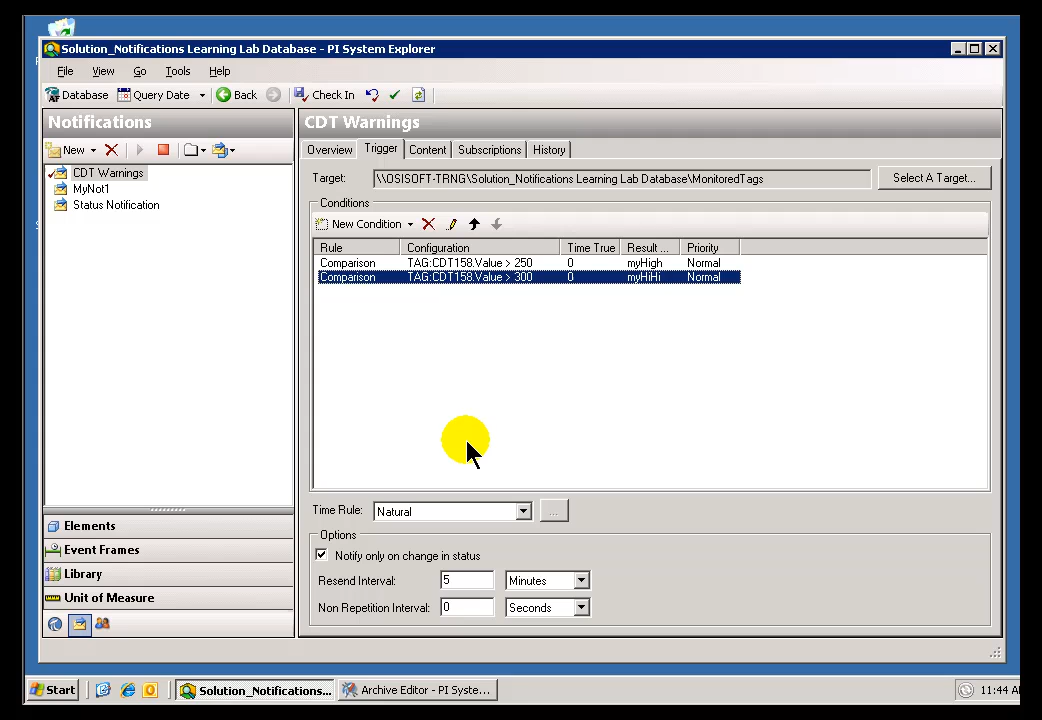 Solution_Notifications Learning Lab Database - PI System Explorer
File View Go Tools Help
Database Query Date Back Check In
Notifications
New
CDT Warnings
MyNot1
Status Notification
Elements
Event Frames
Library
Unit of Measure
CDT Warnings
Overview Trigger Content Subscriptions History
Target: \\OSISOFT-TRNG\Solution_Notifications Learning Lab Database\MonitoredTags Select A Target...
Conditions
New Condition
Rule Configuration Time True Result ... Priority
Comparison TAG:CDT158.Value > 250 0 myHigh Normal
Comparison TAG:CDT158.Value > 300 0 myHiHi Normal
Time Rule: Natural ...
Options
Notify only on change in status
Resend Interval: 5 Minutes
Non Repetition Interval: 0 Seconds
Start Solution_Notifications... Archive Editor - PI Syste... 11:44 A